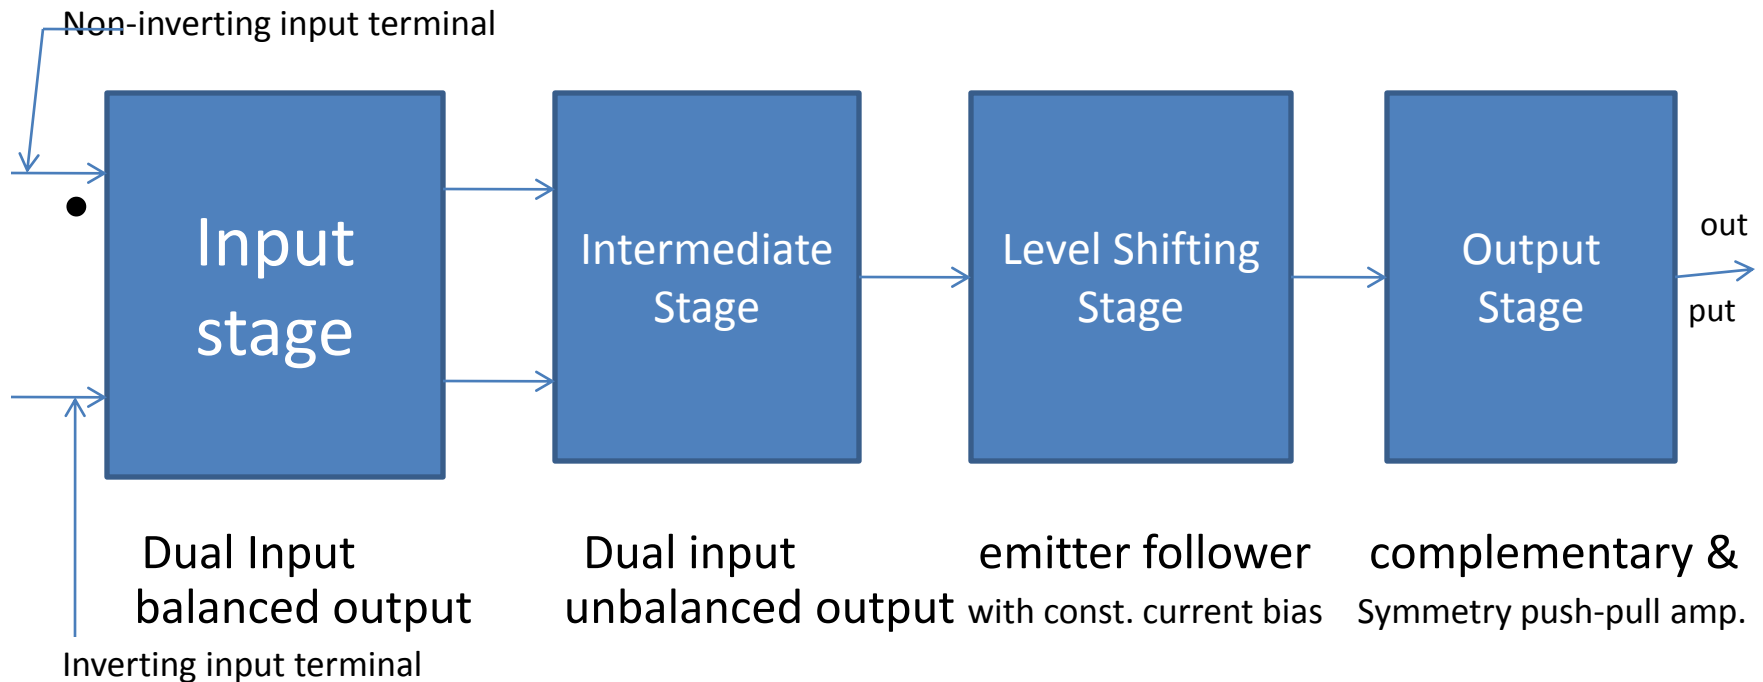 Non-inverting input terminal
Input
stage
Intermediate
Stage
Level Shifting
Stage
Output
Stage
out
put
Dual Input
balanced output
Dual input
unbalanced output
emitter follower
with const. current bias
complementary &
Symmetry push-pull amp.
Inverting input terminal